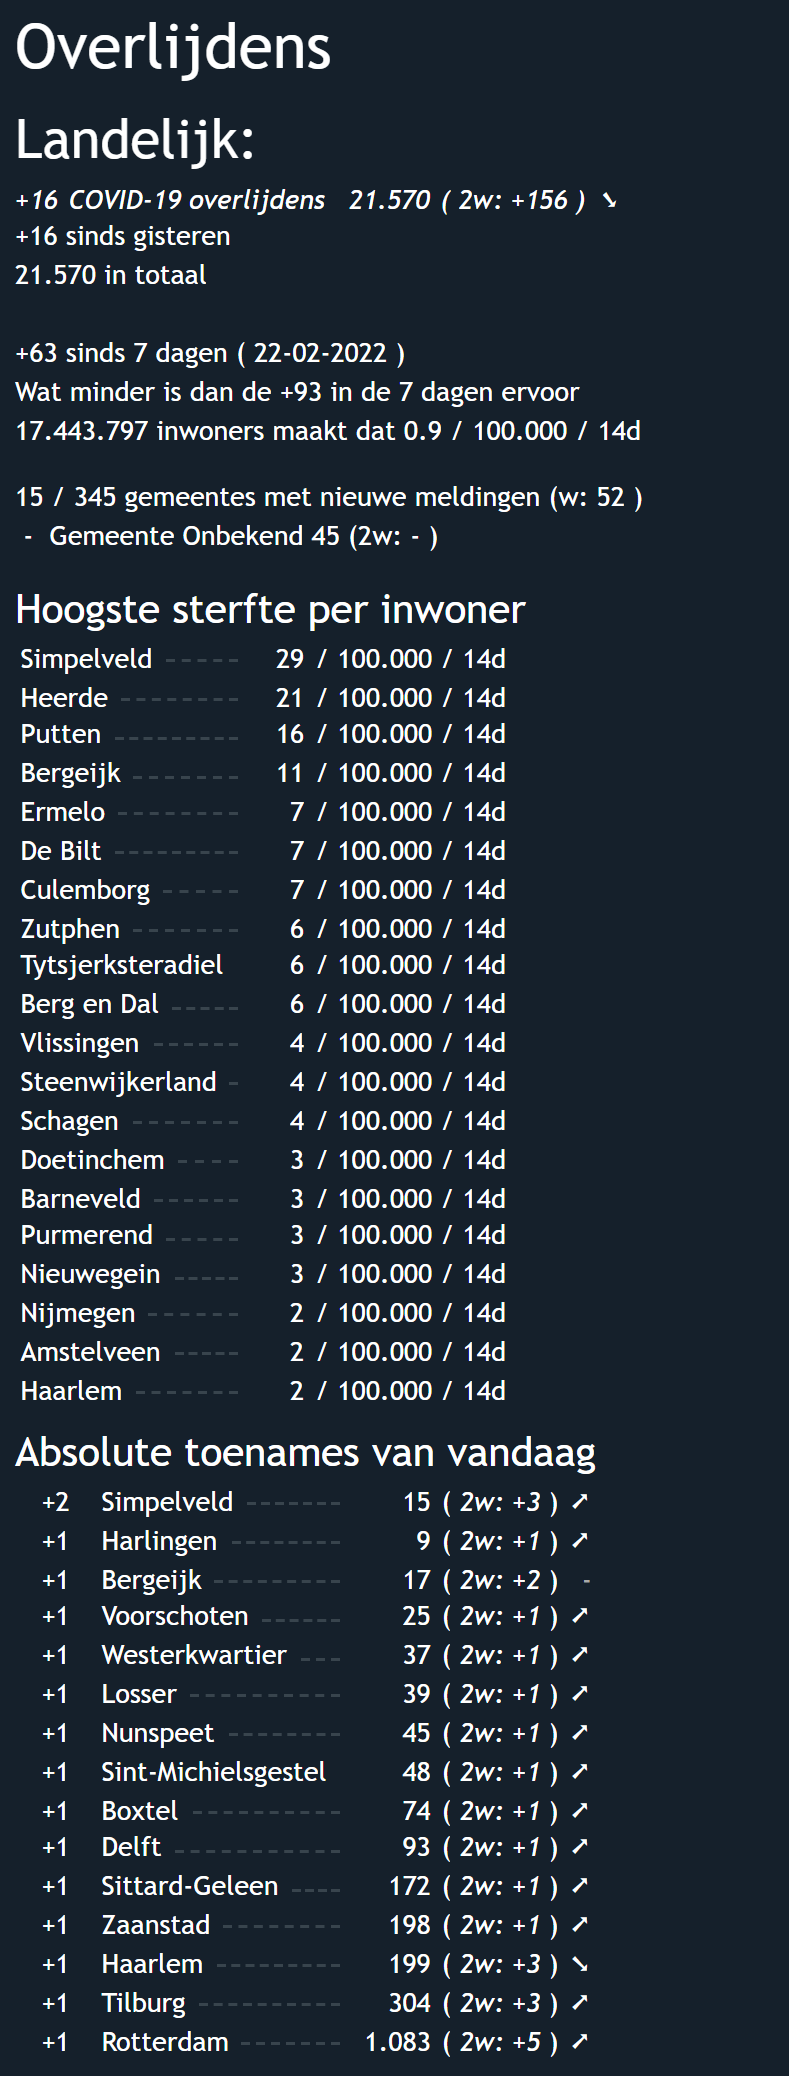 Overlijdens
Landelijk:
+16 COVID-19 overlijdens 21.570 ( 2w: +156 ) ➘
+16 sinds gisteren
21.570 in totaal
+63 sinds 7 dagen ( 22-02-2022 )
Wat minder is dan de +93 in de 7 dagen ervoor
17.443.797 inwoners maakt dat 0.9 / 100.000 / 14d
15 / 345 gemeentes met nieuwe meldingen (w: 52 )
- Gemeente Onbekend 45 (2w: - )
Hoogste sterfte per inwoner
Simpelveld ----- 29 / 100.000 / 14d
Heerde -------- 21 / 100.000 / 14d
Putten --------- 16 / 100.000 / 14d
Bergeijk ------- 11 / 100.000 / 14d
Ermelo -------- 7 / 100.000 / 14d
De Bilt --------- 7 / 100.000 / 14d
Culemborg ----- 7 / 100.000 / 14d
Zutphen ------- 6 / 100.000 / 14d
Tytsjerksteradiel 6 / 100.000 / 14d
Berg en Dal ----- 6 / 100.000 / 14d
Vlissingen ------ 4 / 100.000 / 14d
Steenwijkerland - 4 / 100.000 / 14d
Schagen ------- 4 / 100.000 / 14d
Doetinchem ---- 3 / 100.000 / 14d
Barneveld ------ 3 / 100.000 / 14d
Purmerend ----- 3 / 100.000 / 14d
Nieuwegein ----- 3 / 100.000 / 14d
Nijmegen ------ 2 / 100.000 / 14d
Amstelveen ----- 2 / 100.000 / 14d
Haarlem ------- 2 / 100.000 / 14d
Absolute toenames van vandaag
+2 Simpelveld ------- 15 ( 2w: +3 ) ➚
+1 Harlingen -------- 9 ( 2w: +1 ) ➚
+1 Bergeijk --------- 17 ( 2w: +2 ) -
+1 Voorschoten ------ 25 ( 2w: +1 ) ➚
+1 Westerkwartier --- 37 ( 2w: +1 ) ➚
+1 Losser ----------- 39 ( 2w: +1 ) ➚
+1 Nunspeet -------- 45 ( 2w: +1 ) ➚
+1 Sint-Michielsgestel 48 ( 2w: +1 ) ➚
+1 Boxtel ----------- 74 ( 2w: +1 ) ➚
+1 Delft ------------ 93 ( 2w: +1 ) ➚
+1 Sittard-Geleen ---- 172 ( 2w: +1 ) ➚
+1 Zaanstad -------- 198 ( 2w: +1 ) ➚
+1 Haarlem --------- 199 ( 2w: +3 ) ➘
+1 Tilburg ---------- 304 ( 2w: +3 ) ➚
+1 Rotterdam ------- 1.083 ( 2w: +5 ) ➚